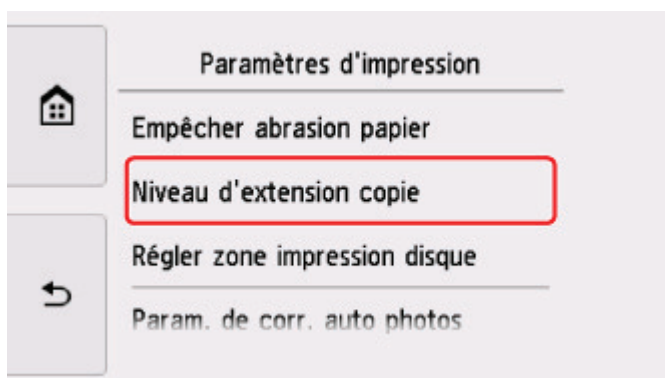 Paramètres d'impression
Empêcher abrasion papier
Niveau d'extension copie
Régler zone impression disque
Param. de corr. auto photos